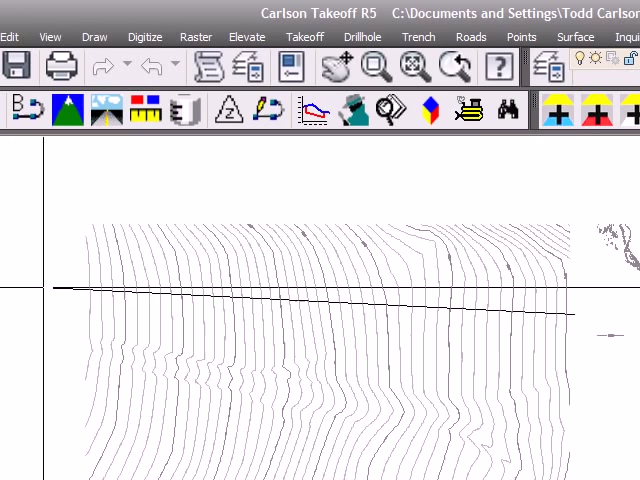 Carlson Takeoff R5 C:\Documents and Settings\Todd Carlson
Edit View Draw Digitize Raster Elevate Takeoff Drillhole Trench Roads Points Surface Inqui
?
B
Z